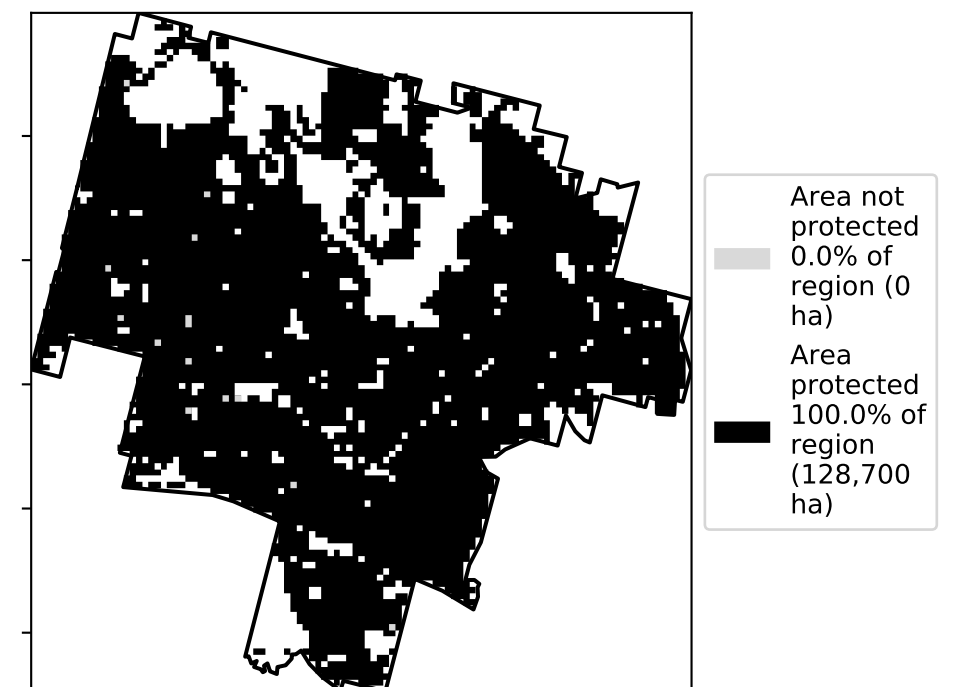 Area not
protected
0.0% of
region (0
ha)
Area
protected
100.0% of
region
(128,700
ha)